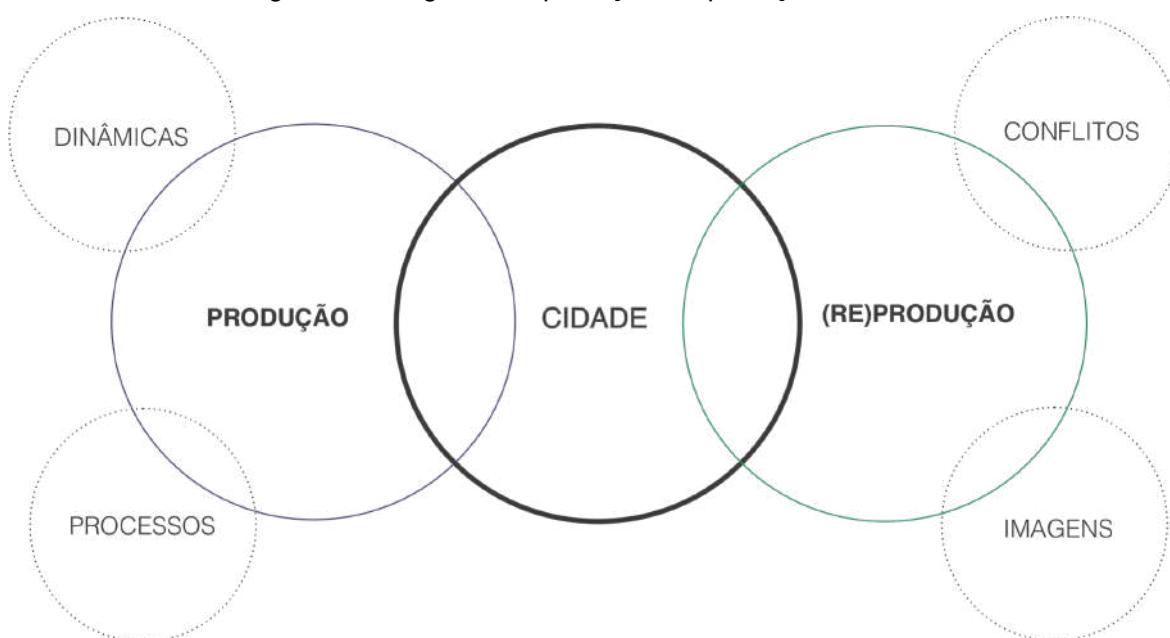 DINÂMICAS
CONFLITOS
PRODUÇÃO
CIDADE
(RE)PRODUÇÃO
PROCESSOS
IMAGENS